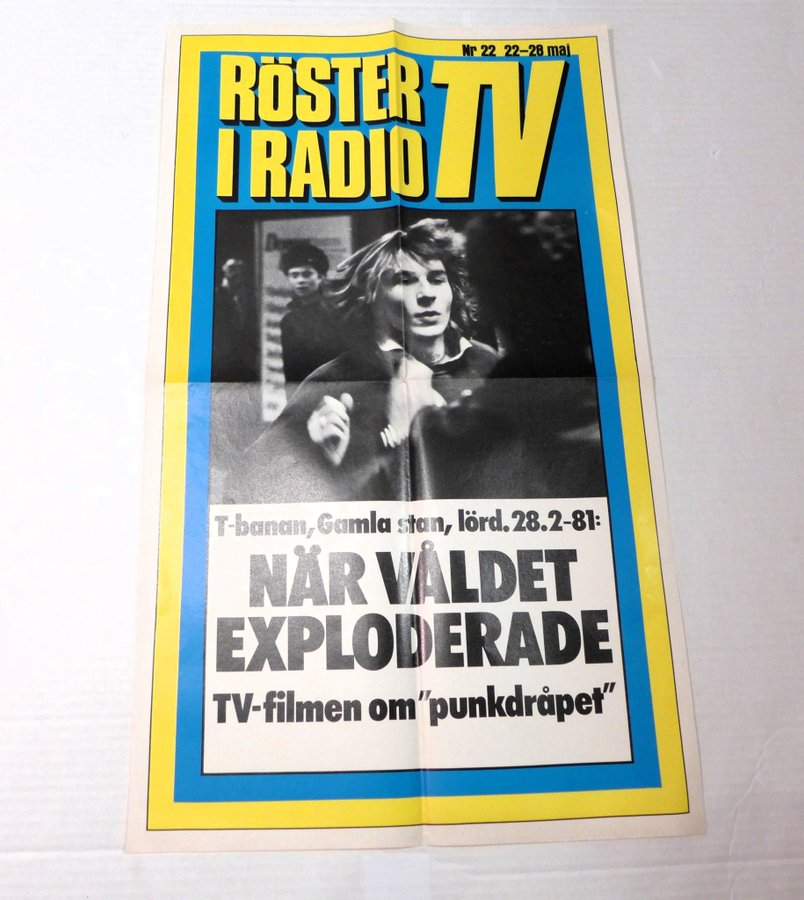 Nr 22 22–28 maj
RÖSTER
I RADIO TV
T-banan, Gamla stan, lörd. 28.2-81:
NÄR VÅLDET
EXPLODERADE
TV-filmen om "punkdråpet"